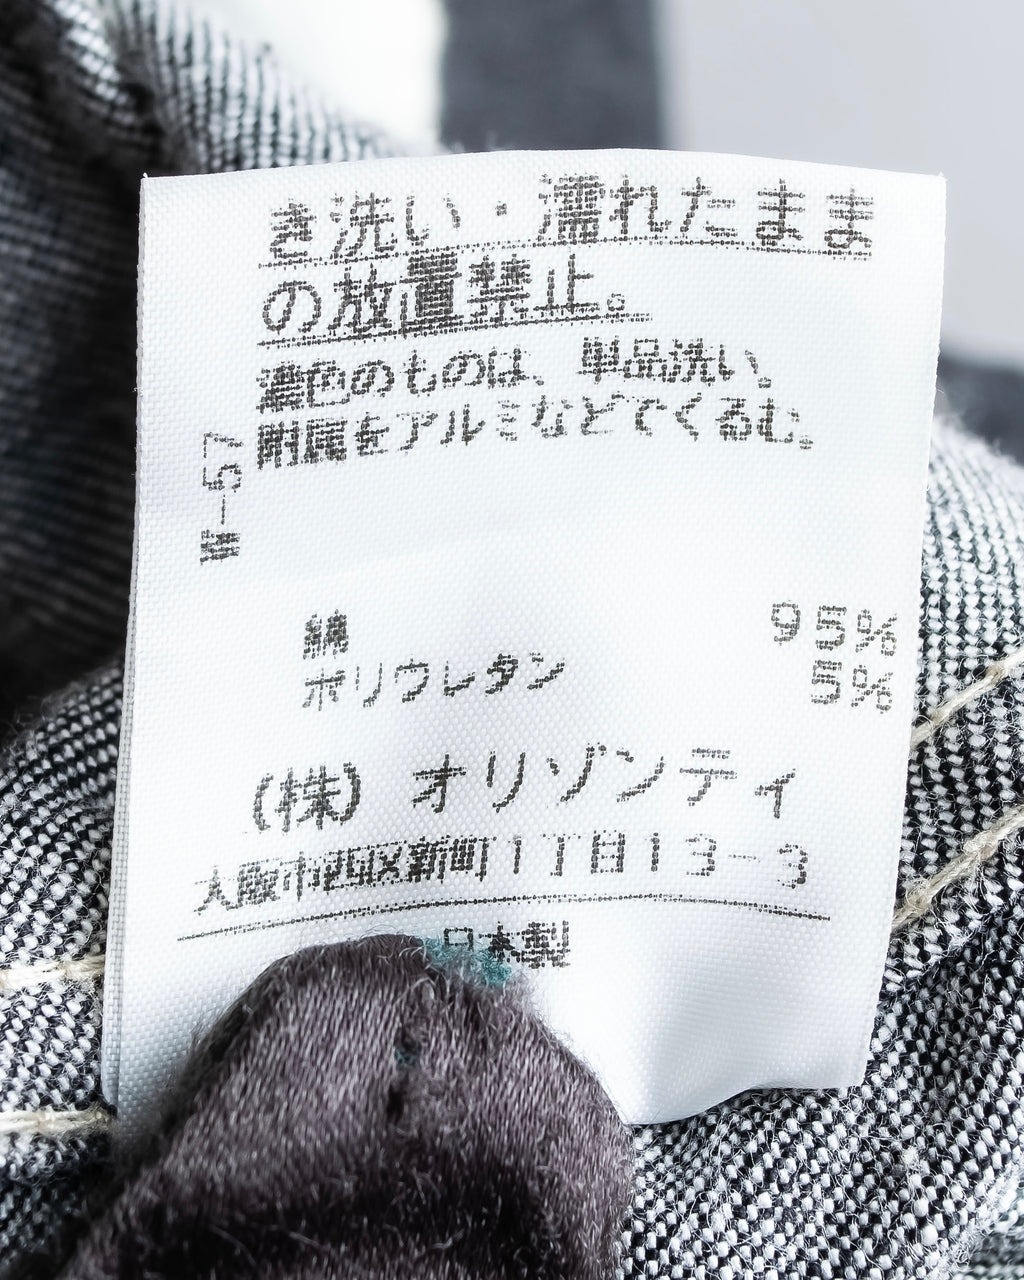 き洗い・濡れたまま
の放置禁止。
濃色のものは、単品洗い。
附属をアルミなどでくるむ。
綿 95%
ポリウレタン 5%
(株) オリゾンティ
大阪市西区新町1丁目13-3
日本製